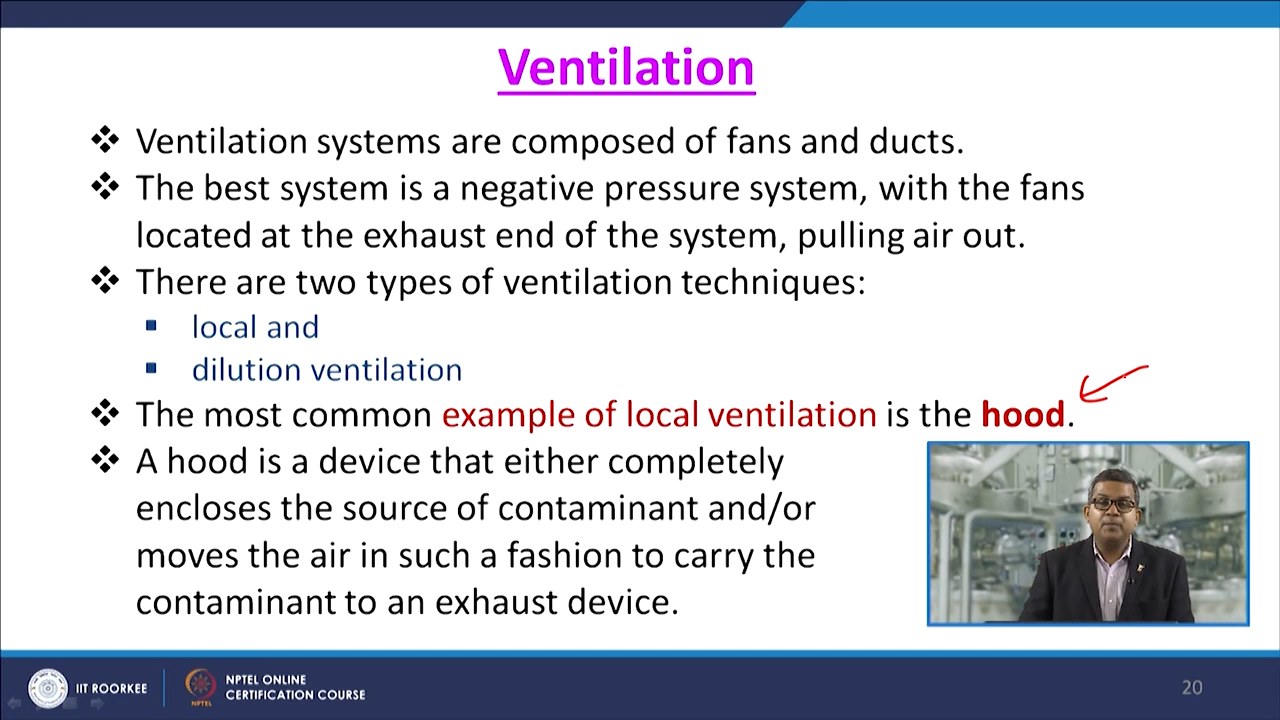 Ventilation
❖ Ventilation systems are composed of fans and ducts.
❖ The best system is a negative pressure system, with the fans
located at the exhaust end of the system, pulling air out.
❖ There are two types of ventilation techniques:
▪ local and
▪ dilution ventilation
❖ The most common example of local ventilation is the hood.
❖ A hood is a device that either completely
encloses the source of contaminant and/or
moves the air in such a fashion to carry the
contaminant to an exhaust device.
IIT ROORKEE
NPTEL
NPTEL ONLINE
CERTIFICATION COURSE
20